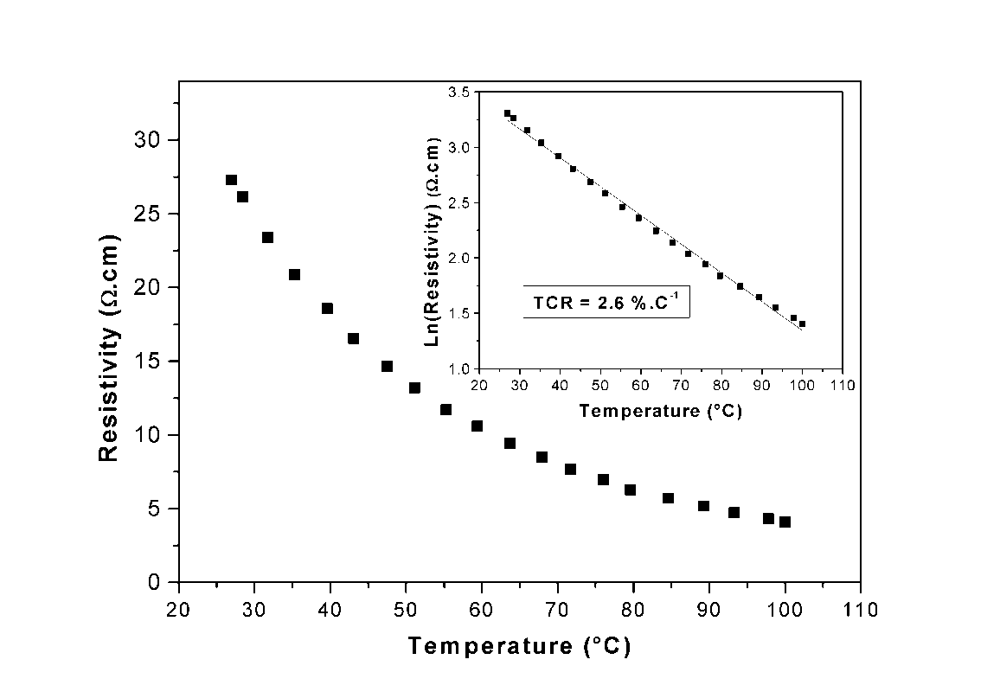 30
25
20
15
10
5
0
Resistivity (Ω.cm)
20 30 40 50 60 70 80 90 100 110
Temperature (°C)
3.5
3.0
2.5
2.0
1.5
1.0
Ln(Resistivity) (Ω.cm)
TCR = 2.6 %.C⁻¹
20 30 40 50 60 70 80 90 100 110
Temperature (°C)